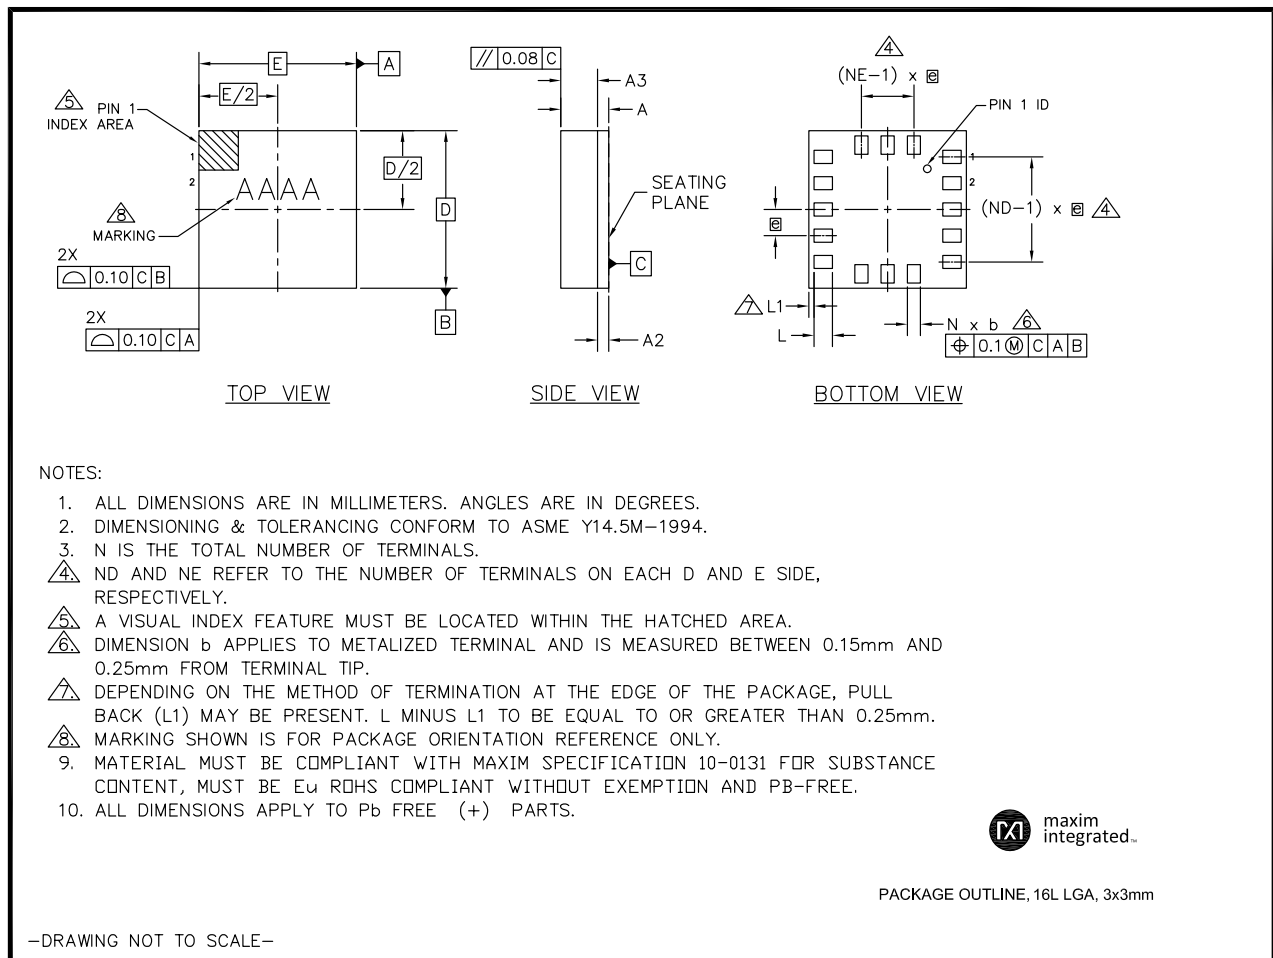 E
A
E/2
5 PIN 1
INDEX AREA
1
2
AAAA
D/2
D
8
MARKING
2X
0.10 C B
2X
0.10 C A
B
TOP VIEW
// 0.08 C
A3
A
SEATING
PLANE
C
A2
SIDE VIEW
4
(NE-1) x e
PIN 1 ID
1
2
(ND-1) x e 4
e
7 L1
L
N x b 6
0.1 M C A B
BOTTOM VIEW
NOTES:
1. ALL DIMENSIONS ARE IN MILLIMETERS. ANGLES ARE IN DEGREES.
2. DIMENSIONING & TOLERANCING CONFORM TO ASME Y14.5M-1994.
3. N IS THE TOTAL NUMBER OF TERMINALS.
4. ND AND NE REFER TO THE NUMBER OF TERMINALS ON EACH D AND E SIDE,
RESPECTIVELY.
5. A VISUAL INDEX FEATURE MUST BE LOCATED WITHIN THE HATCHED AREA.
6. DIMENSION b APPLIES TO METALIZED TERMINAL AND IS MEASURED BETWEEN 0.15mm AND
0.25mm FROM TERMINAL TIP.
7. DEPENDING ON THE METHOD OF TERMINATION AT THE EDGE OF THE PACKAGE, PULL
BACK (L1) MAY BE PRESENT. L MINUS L1 TO BE EQUAL TO OR GREATER THAN 0.25mm.
8. MARKING SHOWN IS FOR PACKAGE ORIENTATION REFERENCE ONLY.
9. MATERIAL MUST BE COMPLIANT WITH MAXIM SPECIFICATION 10-0131 FOR SUBSTANCE
CONTENT, MUST BE Eu ROHS COMPLIANT WITHOUT EXEMPTION AND PB-FREE.
10. ALL DIMENSIONS APPLY TO Pb FREE (+) PARTS.
maxim
integrated™
PACKAGE OUTLINE, 16L LGA, 3x3mm
-DRAWING NOT TO SCALE-